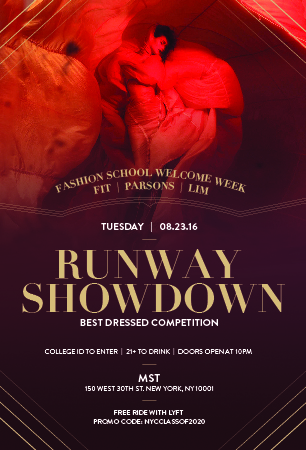 FASHION SCHOOL WELCOME WEEK
FIT | PARSONS | LIM
TUESDAY | 08.23.16
RUNWAY
SHOWDOWN
BEST DRESSED COMPETITION
COLLEGE ID TO ENTER | 21+ TO DRINK | DOORS OPEN AT 10PM
MST
150 WEST 30TH ST. NEW YORK, NY 10001
FREE RIDE WITH LYFT
PROMO CODE: NYCCLASSOF2020